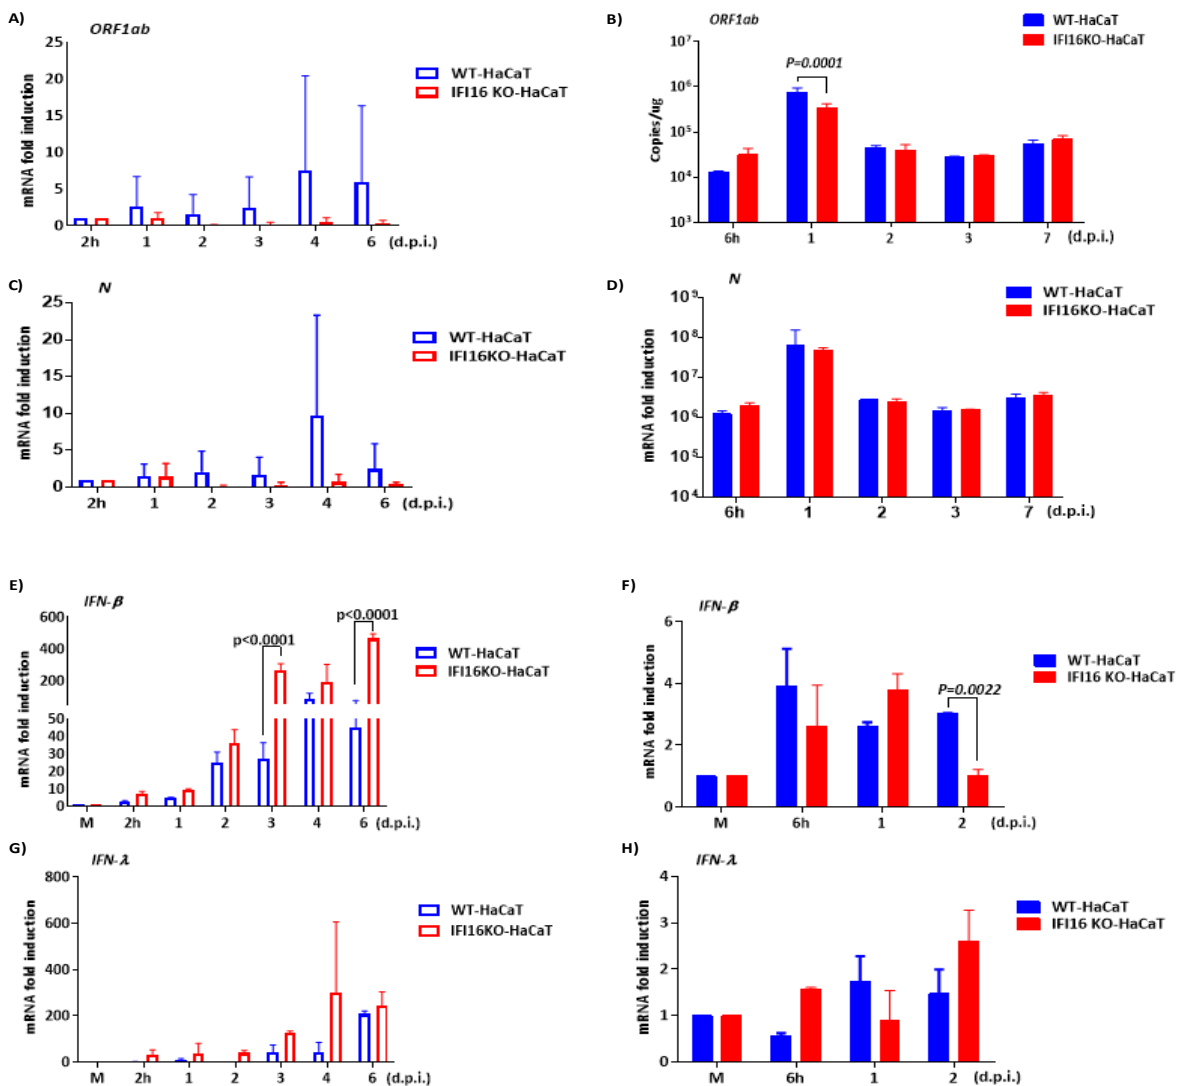 A)
ORF1ab
mRNA fold induction
25
20
15
10
5
0
2h 1 2 3 4 6 (d.p.i.)
WT-HaCaT
IFI16 KO-HaCaT
B)
ORF1ab
Copies/ug
10⁷
10⁶
10⁵
10⁴
10³
P=0.0001
6h 1 2 3 7 (d.p.i.)
WT-HaCaT
IFI16KO-HaCaT
C)
N
mRNA fold induction
25
20
15
10
5
0
2h 1 2 3 4 6 (d.p.i.)
WT-HaCaT
IFI16KO-HaCaT
D)
N
mRNA fold induction
10⁹
10⁸
10⁷
10⁶
10⁵
10⁴
6h 1 2 3 7 (d.p.i.)
WT-HaCaT
IFI16KO-HaCaT
E)
IFN-β
mRNA fold induction
600
400
200
50
40
30
20
10
0
p<0.0001
p<0.0001
M 2h 1 2 3 4 6 (d.p.i.)
WT-HaCaT
IFI16KO-HaCaT
F)
IFN-β
mRNA fold induction
6
4
2
0
P=0.0022
M 6h 1 2 (d.p.i.)
WT-HaCaT
IFI16 KO-HaCaT
G)
IFN-λ
mRNA fold induction
800
600
400
200
0
M 2h 1 2 3 4 6 (d.p.i.)
WT-HaCaT
IFI16KO-HaCaT
H)
IFN-λ
mRNA fold induction
4
3
2
1
0
M 6h 1 2 (d.p.i.)
WT-HaCaT
IFI16 KO-HaCaT